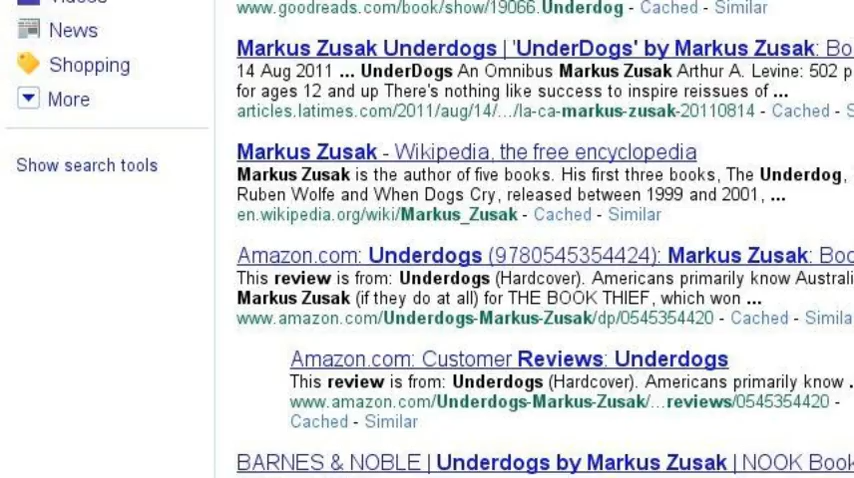 Videos
News
Shopping
More
Show search tools
www.goodreads.com/book/show/19066.Underdog - Cached - Similar
Markus Zusak Underdogs | 'UnderDogs' by Markus Zusak: Bo
14 Aug 2011 ... UnderDogs An Omnibus Markus Zusak Arthur A. Levine: 502 p
for ages 12 and up There's nothing like success to inspire reissues of ...
articles.latimes.com/2011/aug/14/.../la-ca-markus-zusak-20110814 - Cached - S
Markus Zusak - Wikipedia, the free encyclopedia
Markus Zusak is the author of five books. His first three books, The Underdog,
Ruben Wolfe and When Dogs Cry, released between 1999 and 2001, ...
en.wikipedia.org/wiki/Markus_Zusak - Cached - Similar
Amazon.com: Underdogs (9780545354424): Markus Zusak: Boo
This review is from: Underdogs (Hardcover). Americans primarily know Australi
Markus Zusak (if they do at all) for THE BOOK THIEF, which won ...
www.amazon.com/Underdogs-Markus-Zusak/dp/0545354420 - Cached - Simila
Amazon.com: Customer Reviews: Underdogs
This review is from: Underdogs (Hardcover). Americans primarily know .
www.amazon.com/Underdogs-Markus-Zusak/...reviews/0545354420 -
Cached - Similar
BARNES & NOBLE | Underdogs by Markus Zusak | NOOK Book